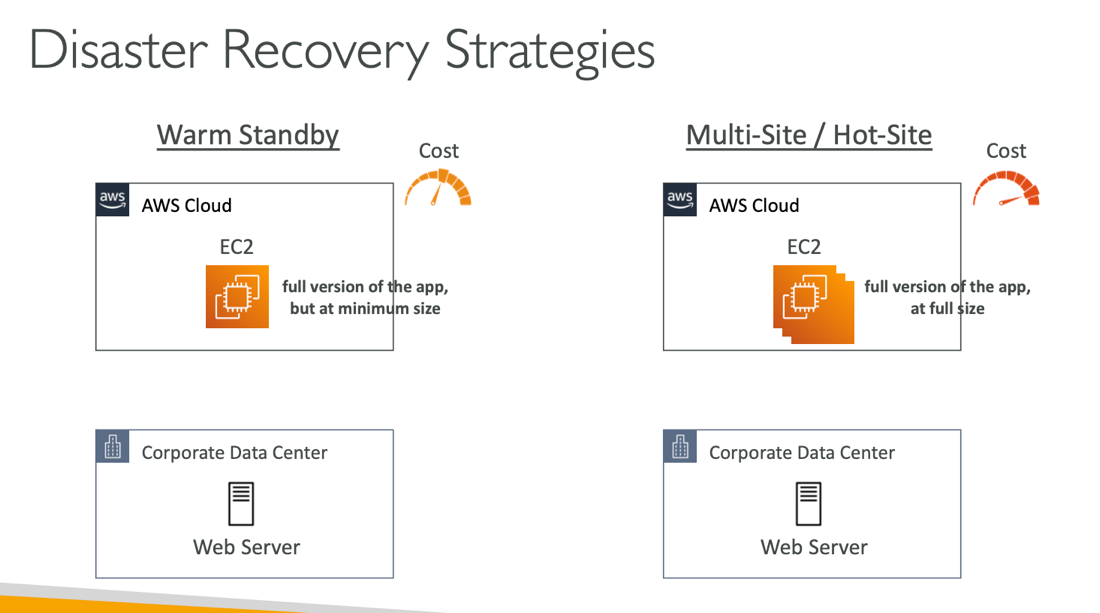 Disaster Recovery Strategies
Warm Standby
Cost
aws
AWS Cloud
EC2
full version of the app,
but at minimum size
Corporate Data Center
Web Server
Multi-Site / Hot-Site
Cost
aws
AWS Cloud
EC2
full version of the app,
at full size
Corporate Data Center
Web Server